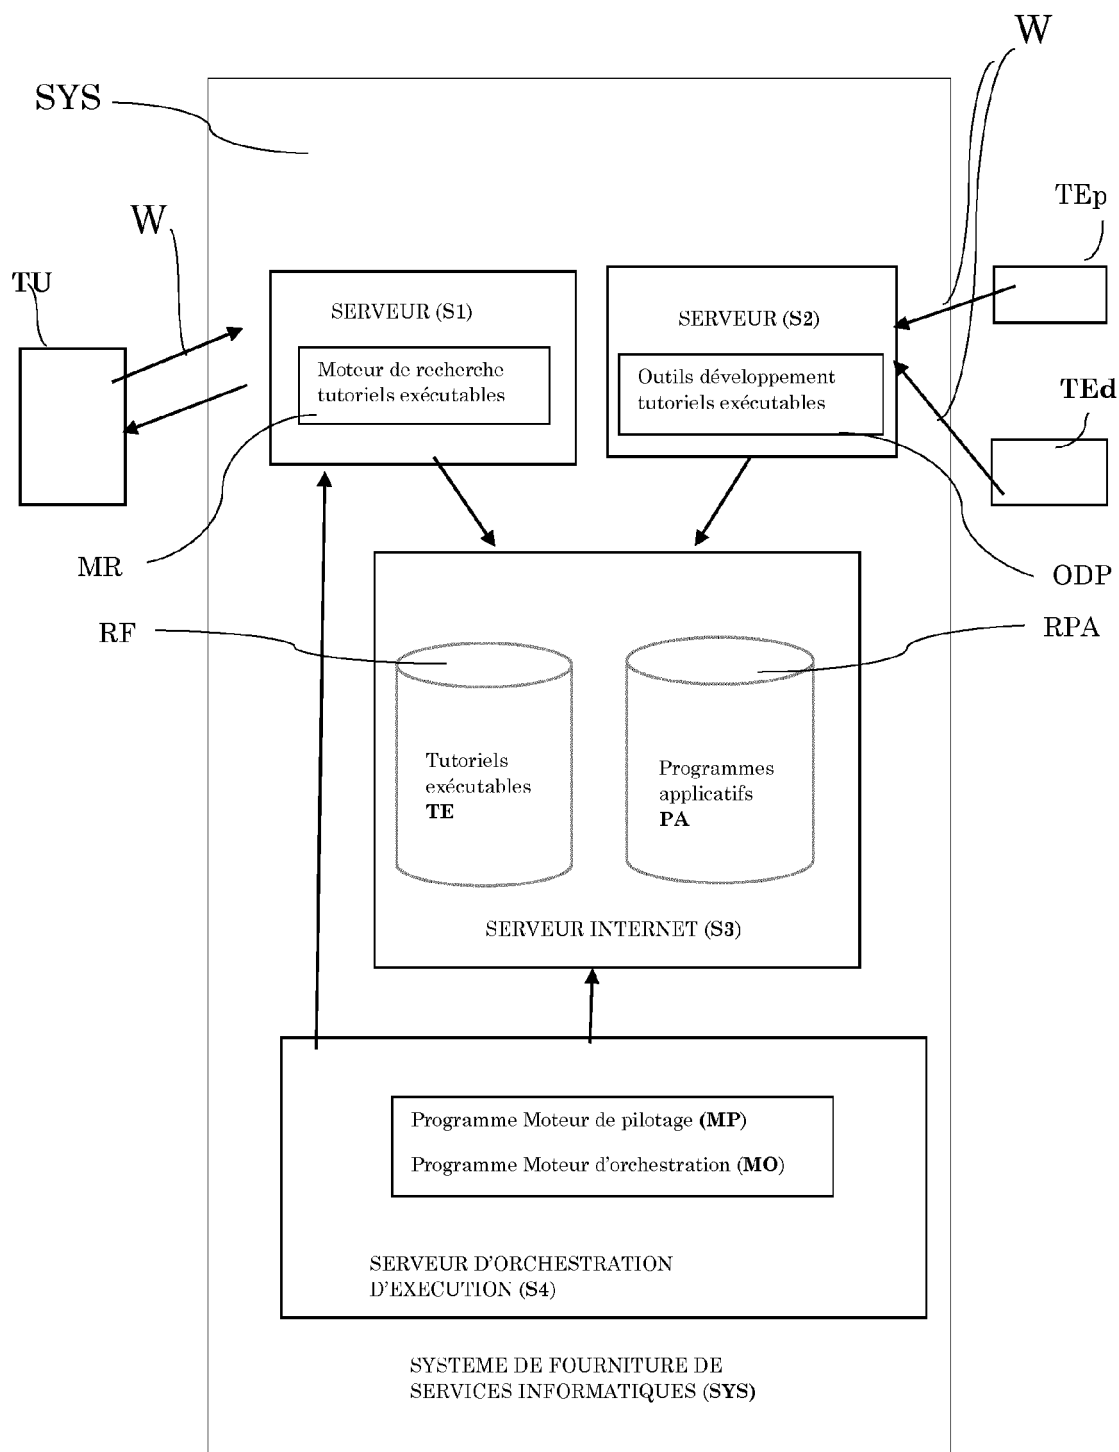 W
SYS
TEp
W
TU
SERVEUR (S1)
SERVEUR (S2)
Moteur de recherche
tutoriels exécutables
Outils développement
tutoriels exécutables
TEd
MR
ODP
RF
RPA
Tutoriels
exécutables
TE
Programmes
applicatifs
PA
SERVEUR INTERNET (S3)
Programme Moteur de pilotage (MP)
Programme Moteur d'orchestration (MO)
SERVEUR D'ORCHESTRATION
D'EXECUTION (S4)
SYSTEME DE FOURNITURE DE
SERVICES INFORMATIQUES (SYS)